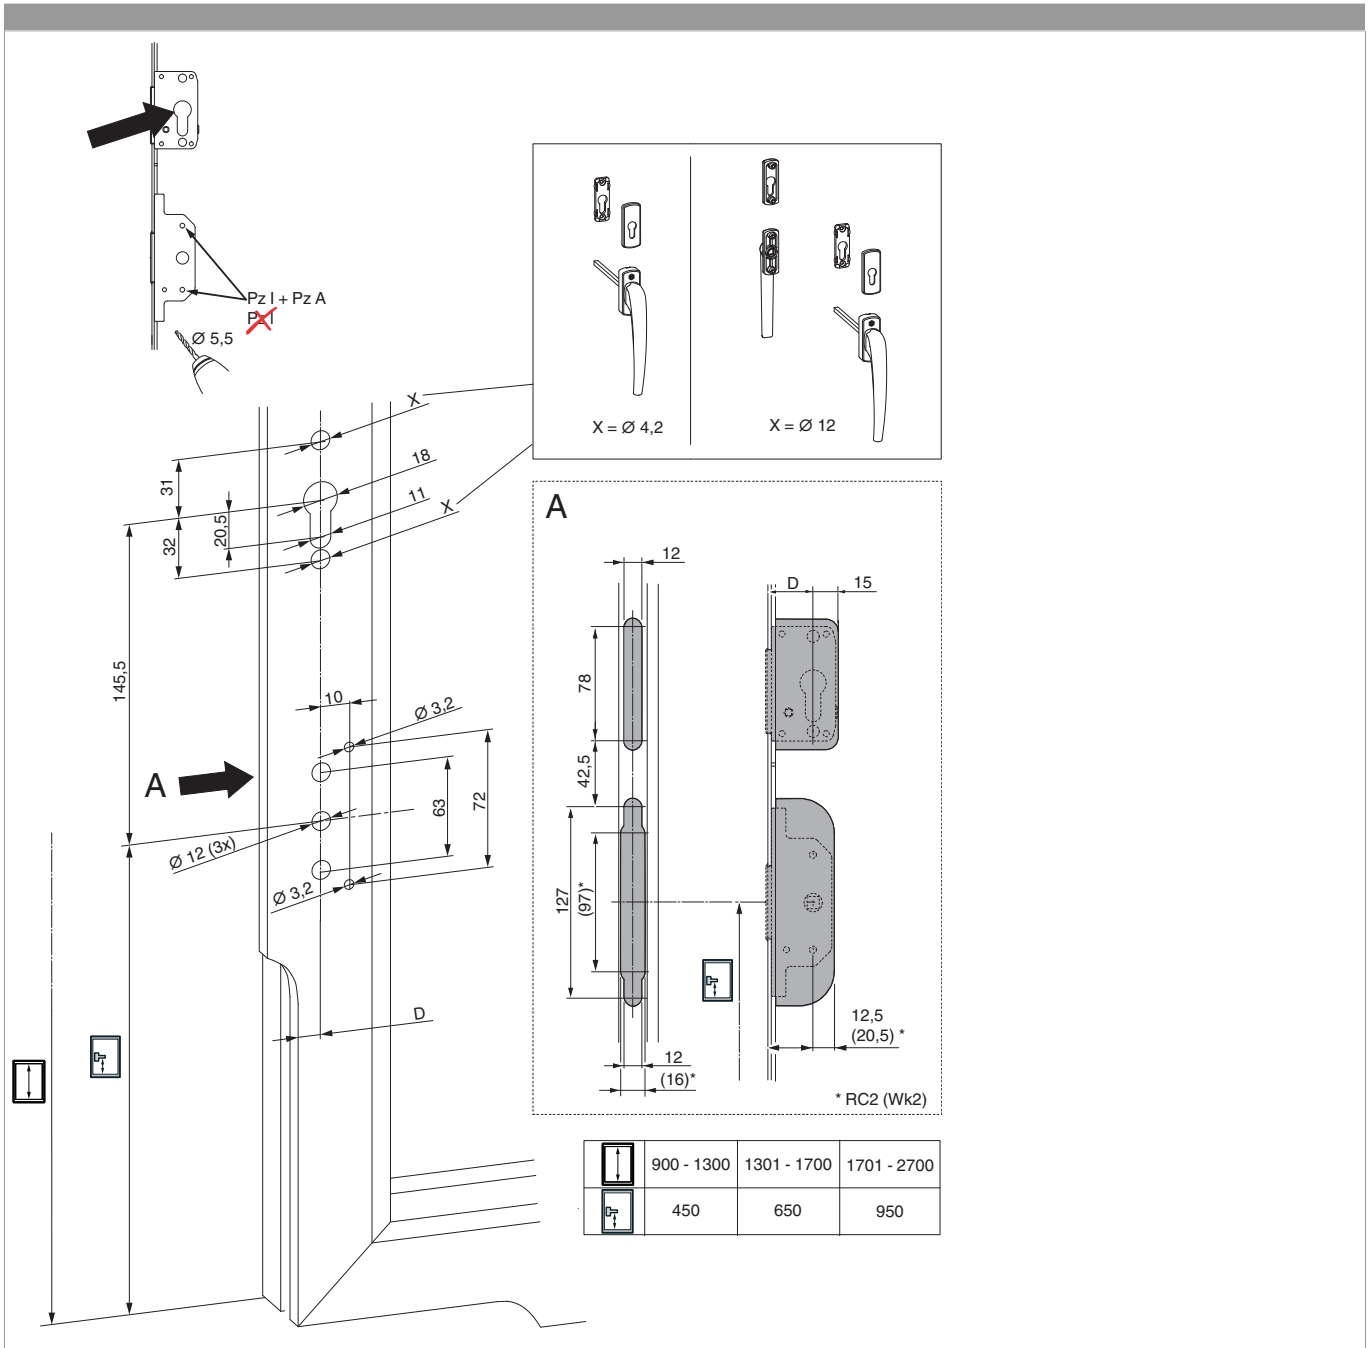 Pz I + Pz A
Pz I
Ø 5,5
X = Ø 4,2
X = Ø 12
X
18
11
X
31
20,5
32
145,5
10
Ø 3,2
A
63
72
Ø 12 (3x)
Ø 3,2
D
A
12
D
15
78
42,5
127
(97)*
12,5
(20,5) *
12
(16)*
* RC2 (Wk2)
900 - 1300 1301 - 1700 1701 - 2700
450 650 950